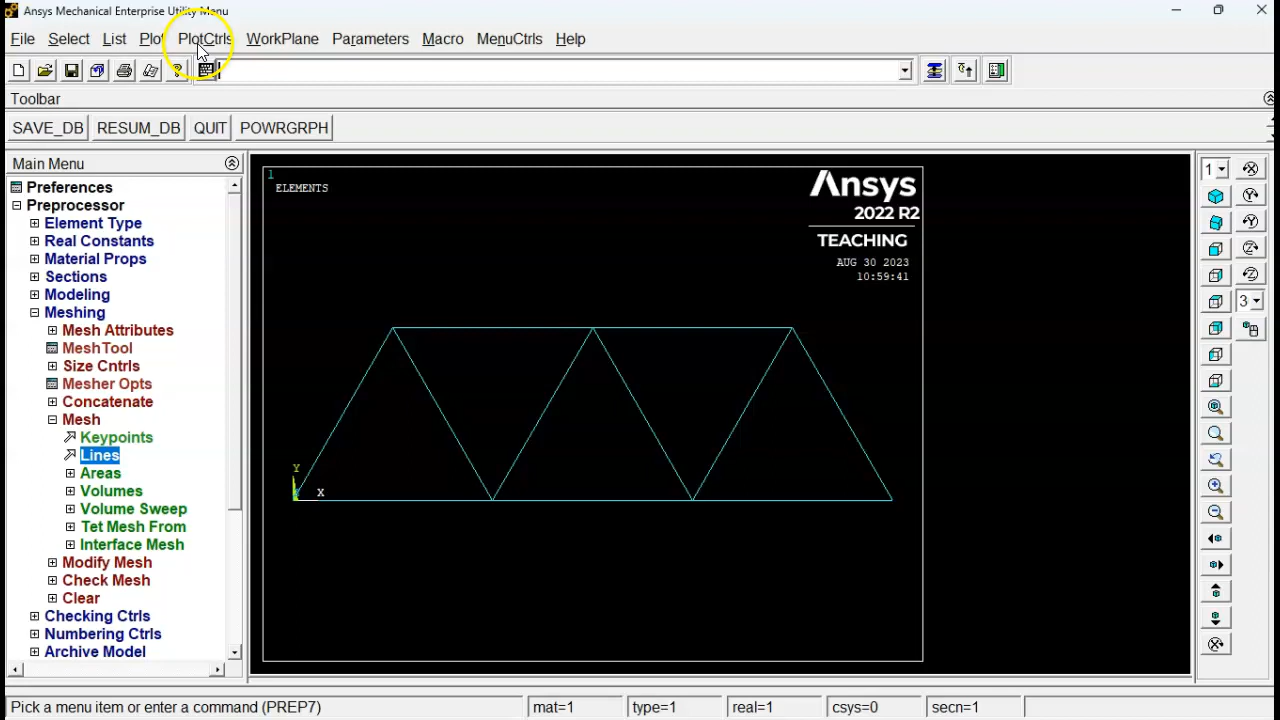 Ansys Mechanical Enterprise Utility Menu
File Select List Plot PlotCtrls WorkPlane Parameters Macro MenuCtrls Help
Toolbar
SAVE_DB RESUM_DB QUIT POWRGRPH
Main Menu
Preferences
Preprocessor
Element Type
Real Constants
Material Props
Sections
Modeling
Meshing
Mesh Attributes
MeshTool
Size Cntrls
Mesher Opts
Concatenate
Mesh
Keypoints
Lines
Areas
Volumes
Volume Sweep
Tet Mesh From
Interface Mesh
Modify Mesh
Check Mesh
Clear
Checking Ctrls
Numbering Ctrls
Archive Model
1
ELEMENTS
Ansys
2022 R2
TEACHING
AUG 30 2023
10:59:41
Y
X
1
3
Pick a menu item or enter a command (PREP7) mat=1 type=1 real=1 csys=0 secn=1